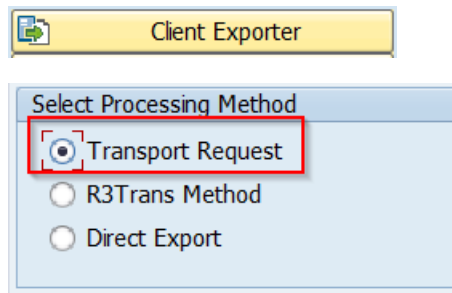 Client Exporter
Select Processing Method
Transport Request
R3Trans Method
Direct Export